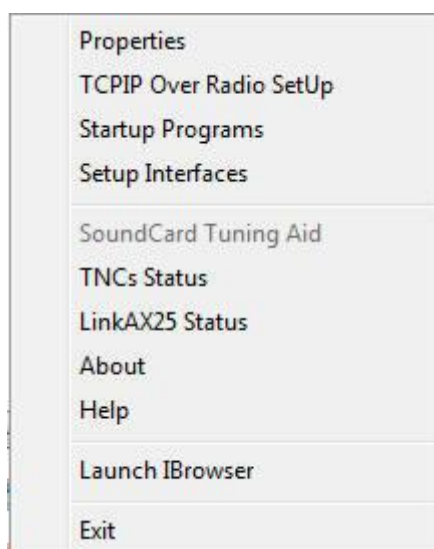 Properties
TCPIP Over Radio SetUp
Startup Programs
Setup Interfaces
SoundCard Tuning Aid
TNCs Status
LinkAX25 Status
About
Help
Launch IBrowser
Exit